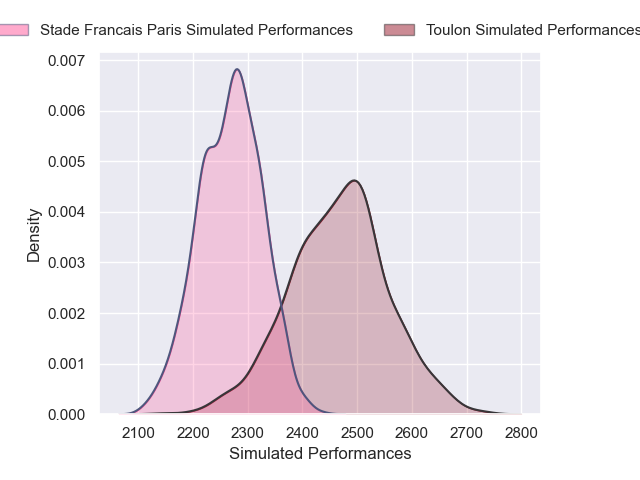 Stade Francais Paris Simulated Performances Toulon Simulated Performances
0.007
0.006
0.005
0.004
0.003
0.002
0.001
0.000
Density
2100 2200 2300 2400 2500 2600 2700 2800
Simulated Performances